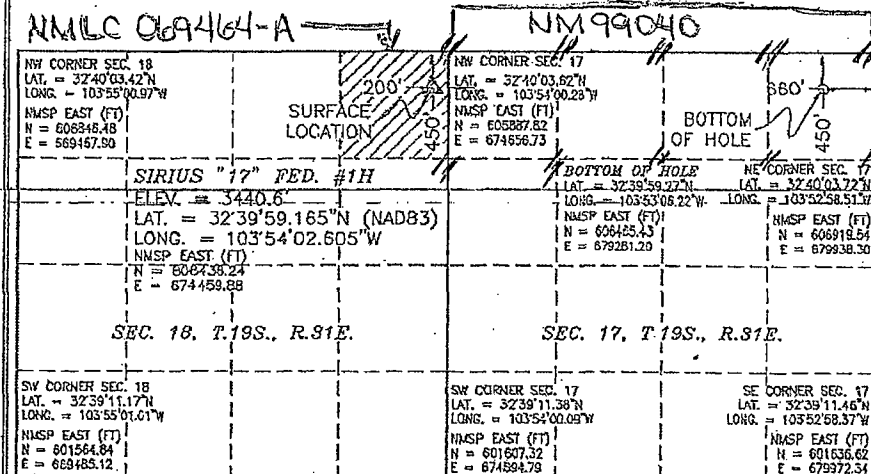 NMLC 069464-A
NM 99040
NW CORNER SEC. 18
LAT. = 32°40'03.42"N
LONG. = 103°55'00.97"W
NMSP EAST (FT)
N = 606846.48
E = 669467.90
200'
SURFACE
LOCATION
450'
NW CORNER SEC. 17
LAT. = 32°40'03.62"N
LONG. = 103°54'00.28"W
NMSP EAST (FT)
N = 606887.82
E = 674656.73
660'
BOTTOM
OF HOLE
450'
SIRIUS "17" FED. #1H
ELEV. = 3440.6'
LAT. = 32°39'59.165"N (NAD83)
LONG. = 103°54'02.605"W
NMSP EAST (FT)
N = 606438.24
E = 674459.88
BOTTOM OF HOLE
LAT. = 32°39'59.27"N
LONG. = 103°53'06.22"W
NMSP EAST (FT)
N = 606465.43
E = 679281.20
NE CORNER SEC. 17
LAT. = 32°40'03.72"N
LONG. = 103°52'58.51"W
NMSP EAST (FT)
N = 606919.54
E = 679938.30
SEC. 18, T.19S., R.31E.
SEC. 17, T.19S., R.31E.
SW CORNER SEC. 18
LAT. = 32°39'11.17"N
LONG. = 103°55'01.01"W
NMSP EAST (FT)
N = 601564.84
E = 669485.12
SW CORNER SEC. 17
LAT. = 32°39'11.38"N
LONG. = 103°54'00.09"W
NMSP EAST (FT)
N = 601607.32
E = 674694.79
SE CORNER SEC. 17
LAT. = 32°39'11.46"N
LONG. = 103°52'58.37"W
NMSP EAST (FT)
N = 601636.62
E = 679972.34